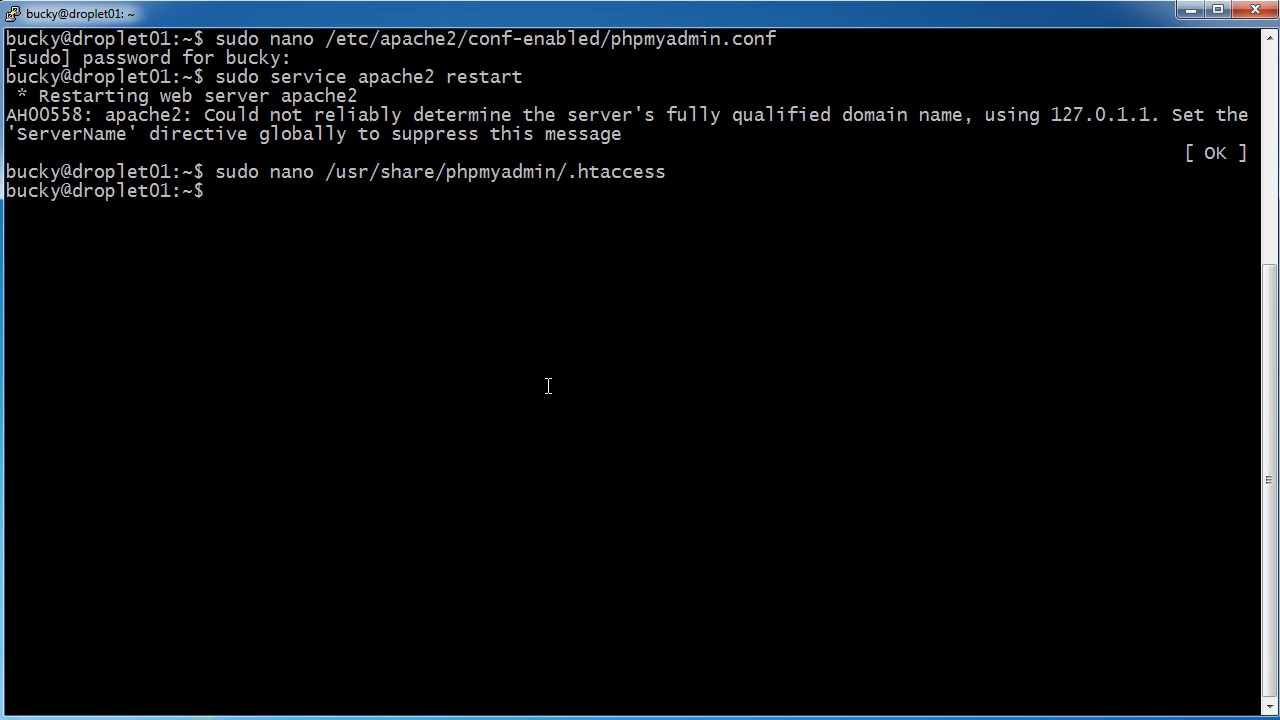 bucky@droplet01: ~
bucky@droplet01:~$ sudo nano /etc/apache2/conf-enabled/phpmyadmin.conf
[sudo] password for bucky:
bucky@droplet01:~$ sudo service apache2 restart
 * Restarting web server apache2
AH00558: apache2: Could not reliably determine the server's fully qualified domain name, using 127.0.1.1. Set the
'ServerName' directive globally to suppress this message
[ OK ]
bucky@droplet01:~$ sudo nano /usr/share/phpmyadmin/.htaccess
bucky@droplet01:~$